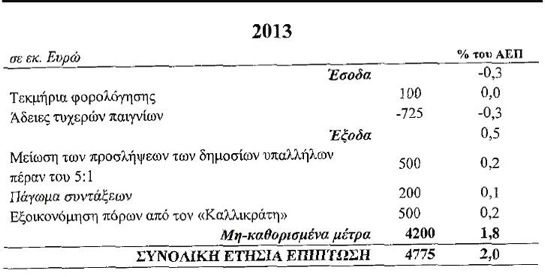 2013
σε εκ. Ευρώ % του ΑΕΠ
Έσοδα -0,3
Τεκμήρια φορολόγησης 100 0,0
Άδειες τυχερών παιγνίων -725 -0,3
Έξοδα 0,5
Μείωση των προσλήψεων των δημοσίων υπαλλήλων
πέραν του 5:1 500 0,2
Πάγωμα συντάξεων 200 0,1
Εξοικονόμηση πόρων από τον «Καλλικράτη» 500 0,2
Μη-καθορισμένα μέτρα 4200 1,8
ΣΥΝΟΛΙΚΗ ΕΤΗΣΙΑ ΕΠΙΠΤΩΣΗ 4775 2,0